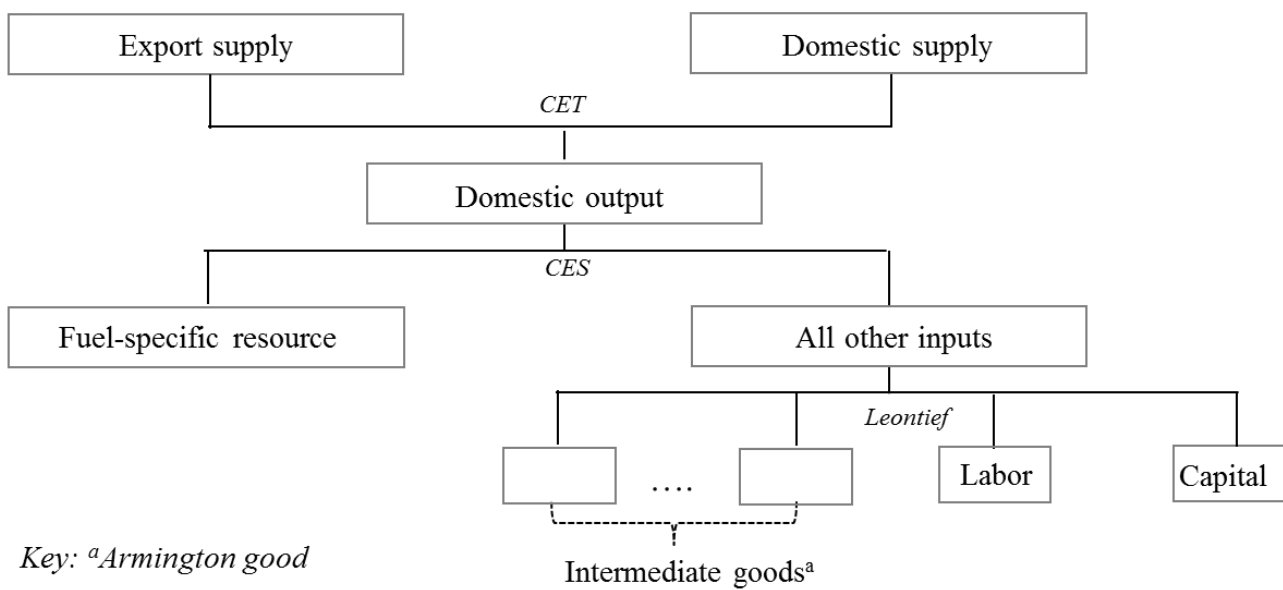 Export supply
Domestic supply
CET
Domestic output
CES
Fuel-specific resource
All other inputs
Leontief
....
Labor
Capital
Key: ᵃArmington good
Intermediate goodsᵃ